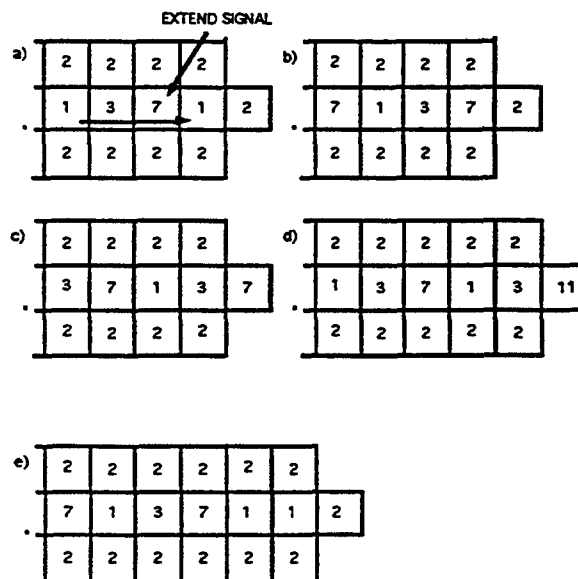 EXTEND SIGNAL
a)
2 2 2 2
1 3 7 1 2
2 2 2 2
b)
2 2 2 2
7 1 3 7 2
2 2 2 2
c)
2 2 2 2
3 7 1 3 7
2 2 2 2
d)
2 2 2 2 2
1 3 7 1 3 11
2 2 2 2 2
e)
2 2 2 2 2 2
7 1 3 7 1 1 2
2 2 2 2 2 2